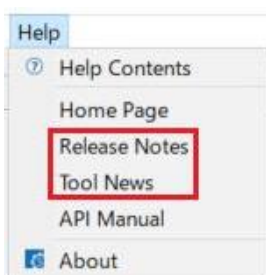 Help
Help Contents
Home Page
Release Notes
Tool News
API Manual
About